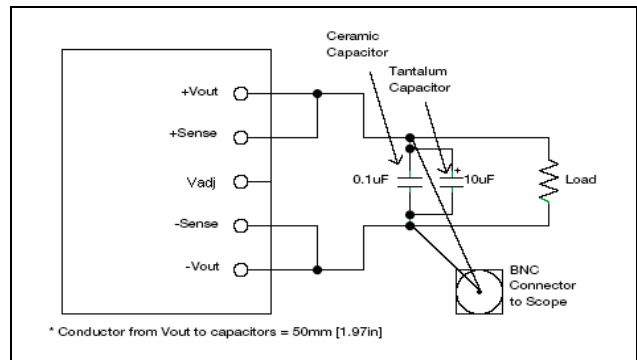 Ceramic
Capacitor
Tantalum
Capacitor
+Vout
+Sense
Vadj
-Sense
-Vout
0.1uF
+
10uF
Load
BNC
Connector
to Scope
* Conductor from Vout to capacitors = 50mm [1.97in]